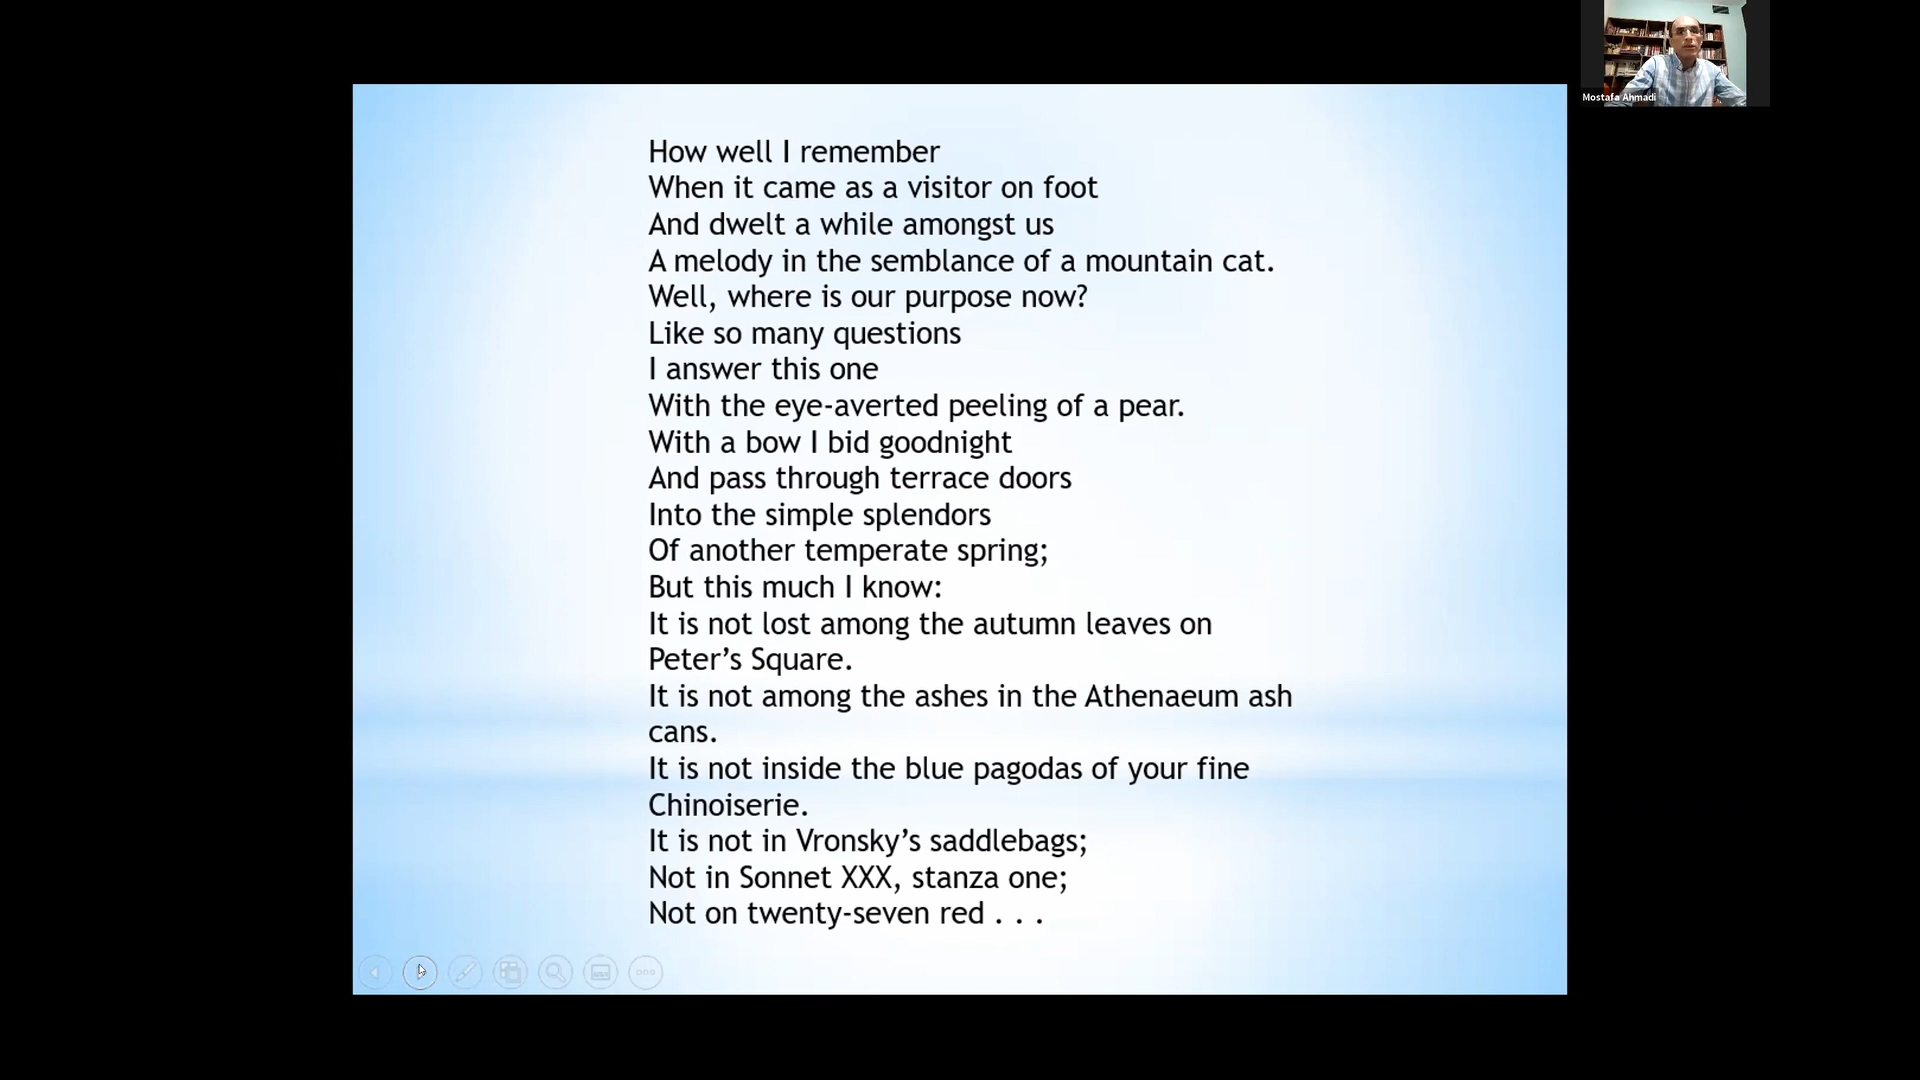 Mostafa Ahmadi
How well I remember
When it came as a visitor on foot
And dwelt a while amongst us
A melody in the semblance of a mountain cat.
Well, where is our purpose now?
Like so many questions
I answer this one
With the eye-averted peeling of a pear.
With a bow I bid goodnight
And pass through terrace doors
Into the simple splendors
Of another temperate spring;
But this much I know:
It is not lost among the autumn leaves on
Peter’s Square.
It is not among the ashes in the Athenaeum ash
cans.
It is not inside the blue pagodas of your fine
Chinoiserie.
It is not in Vronsky’s saddlebags;
Not in Sonnet XXX, stanza one;
Not on twenty-seven red . . .